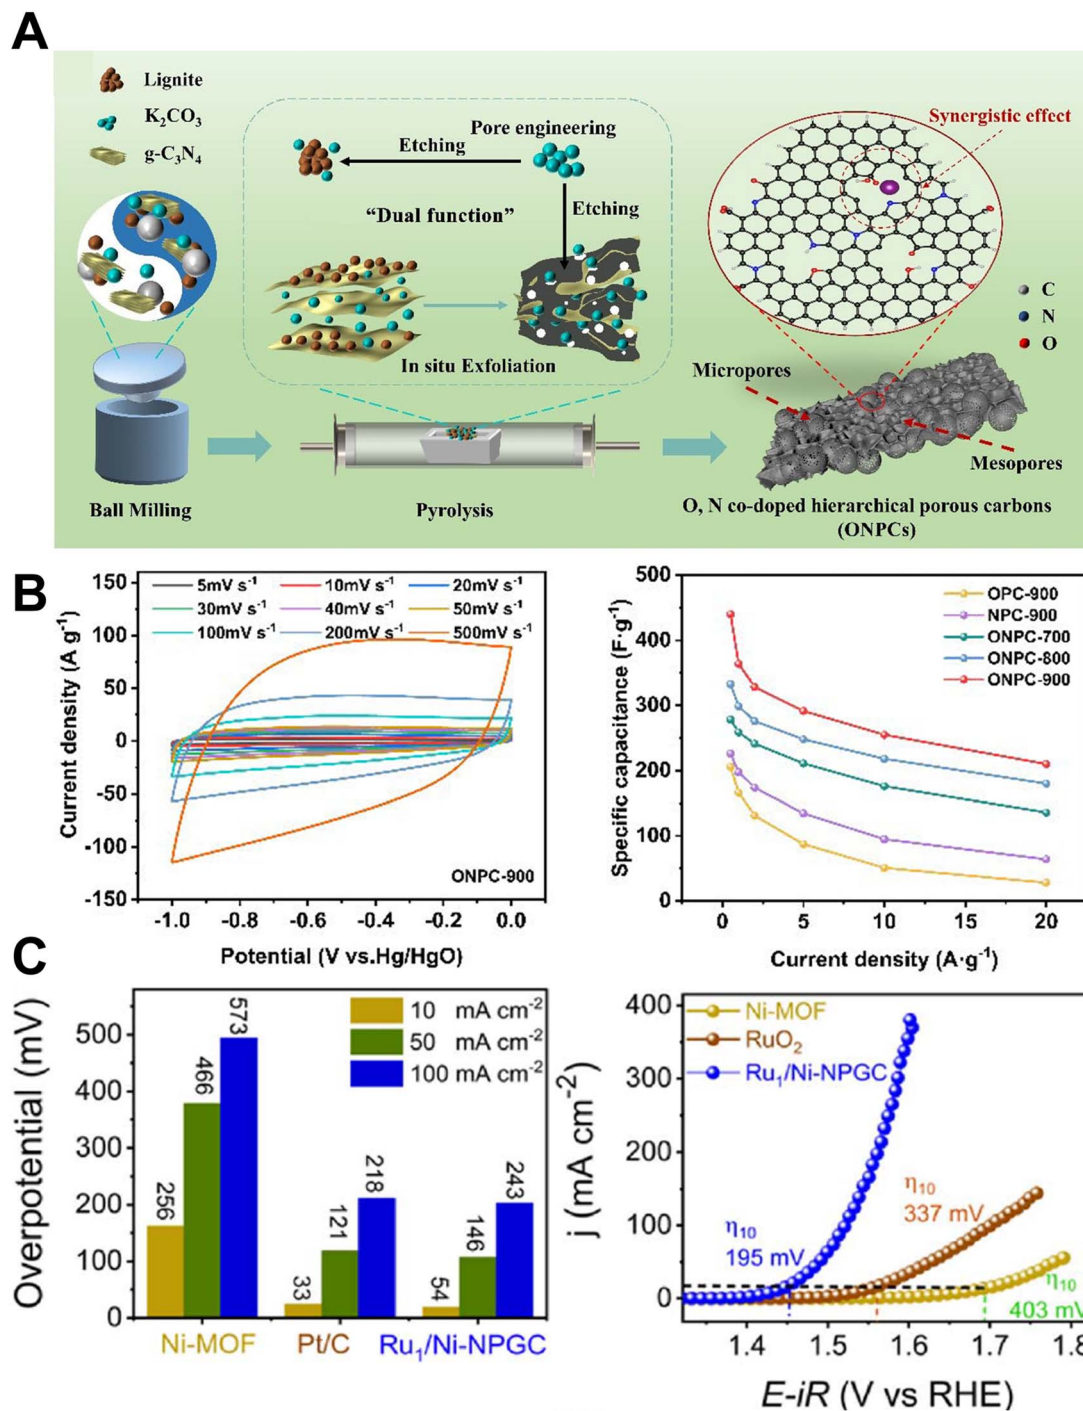 A
Lignite
K₂CO₃
g-C₃N₄
Ball Milling
Pore engineering
Etching
Etching
“Dual function”
In situ Exfoliation
Pyrolysis
Synergistic effect
C
N
O
Micropores
Mesopores
O, N co-doped hierarchical porous carbons
(ONPCs)
B
Current density (A g⁻¹)
150
100
50
0
-50
-100
-150
5mV s⁻¹ 10mV s⁻¹ 20mV s⁻¹
30mV s⁻¹ 40mV s⁻¹ 50mV s⁻¹
100mV s⁻¹ 200mV s⁻¹ 500mV s⁻¹
ONPC-900
-1.0 -0.8 -0.6 -0.4 -0.2 0.0
Potential (V vs.Hg/HgO)
Specific capacitance (F·g⁻¹)
500
400
300
200
100
0
OPC-900
NPC-900
ONPC-700
ONPC-800
ONPC-900
0 5 10 15 20
Current density (A·g⁻¹)
C
Overpotential (mV)
500
400
300
200
100
0
10 mA cm⁻²
50 mA cm⁻²
100 mA cm⁻²
256 466 573
33 121 218
54 146 243
Ni-MOF Pt/C Ru₁/Ni-NPGC
j (mA cm⁻²)
400
300
200
100
0
Ni-MOF
RuO₂
Ru₁/Ni-NPGC
η₁₀
195 mV
η₁₀
337 mV
η₁₀
403 mV
1.4 1.5 1.6 1.7 1.8
E-iR (V vs RHE)